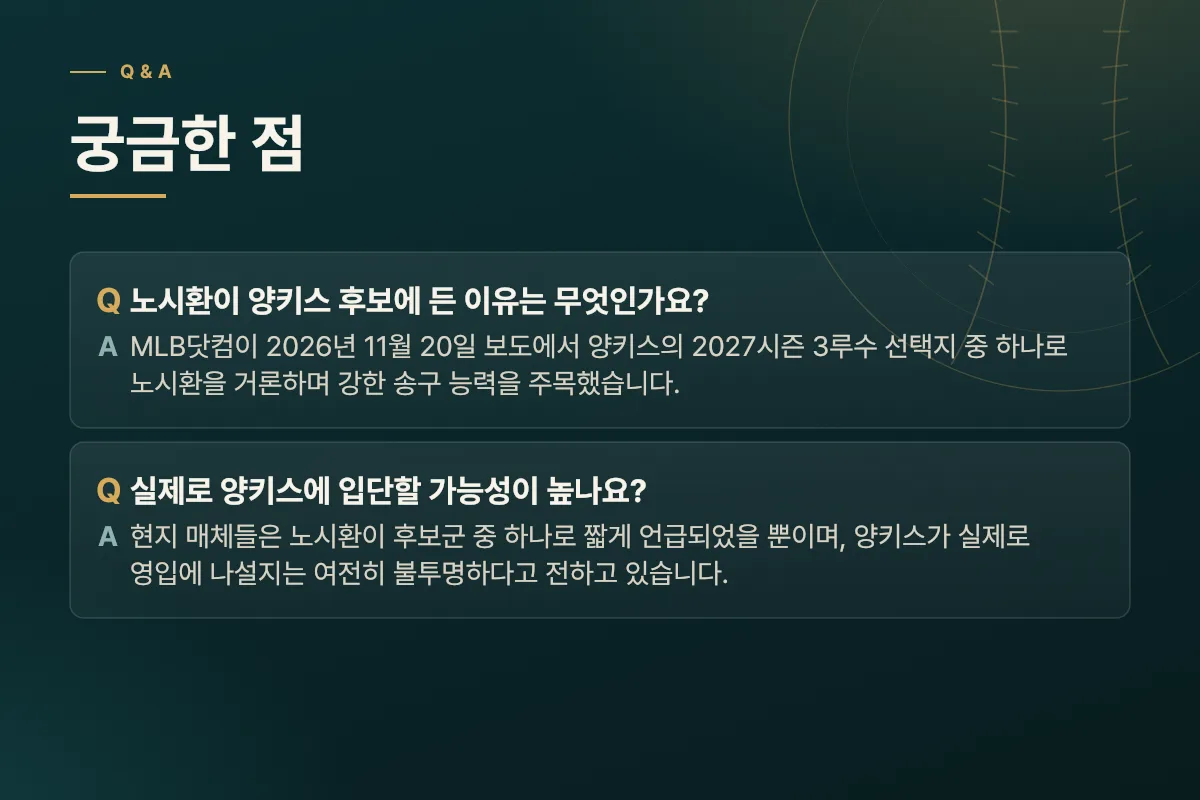 Q & A
궁금한 점
Q 노시환이 양키스 후보에 든 이유는 무엇인가요?
A MLB닷컴이 2026년 11월 20일 보도에서 양키스의 2027시즌 3루수 선택지 중 하나로
노시환을 거론하며 강한 송구 능력을 주목했습니다.
Q 실제로 양키스에 입단할 가능성이 높나요?
A 현지 매체들은 노시환이 후보군 중 하나로 짧게 언급되었을 뿐이며, 양키스가 실제로
영입에 나설지는 여전히 불투명하다고 전하고 있습니다.